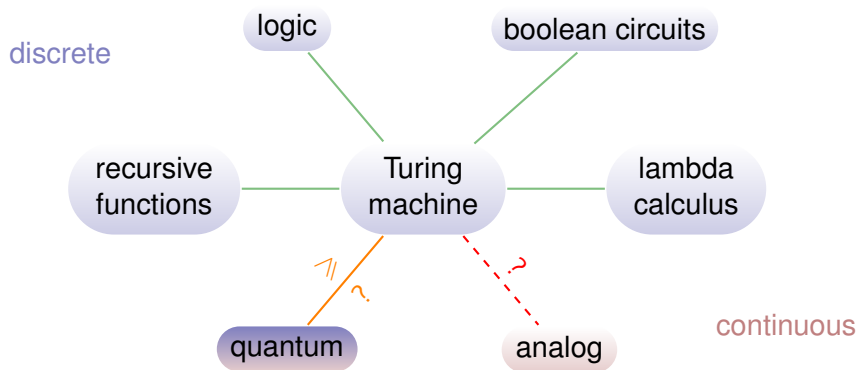 logic
boolean circuits
discrete
recursive
functions
Turing
machine
lambda
calculus
⩾
?
?
continuous
quantum
analog